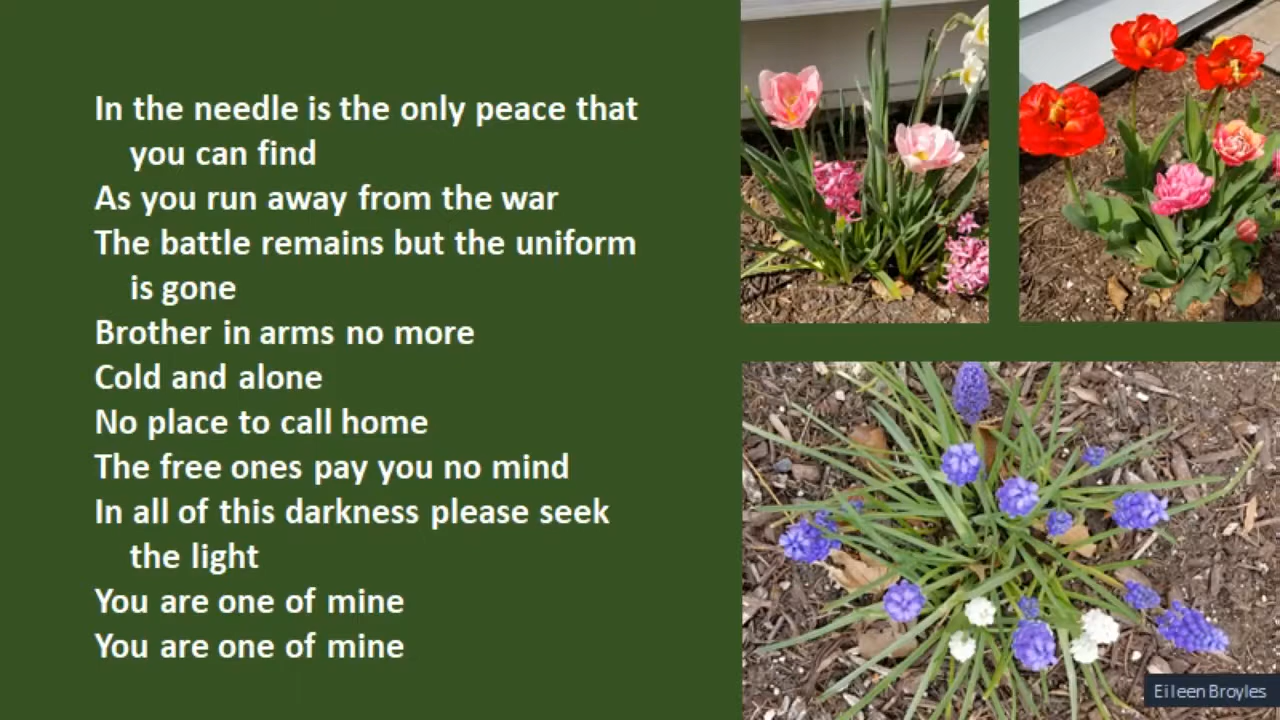 In the needle is the only peace that
you can find
As you run away from the war
The battle remains but the uniform
is gone
Brother in arms no more
Cold and alone
No place to call home
The free ones pay you no mind
In all of this darkness please seek
the light
You are one of mine
You are one of mine
Eileen Broyles